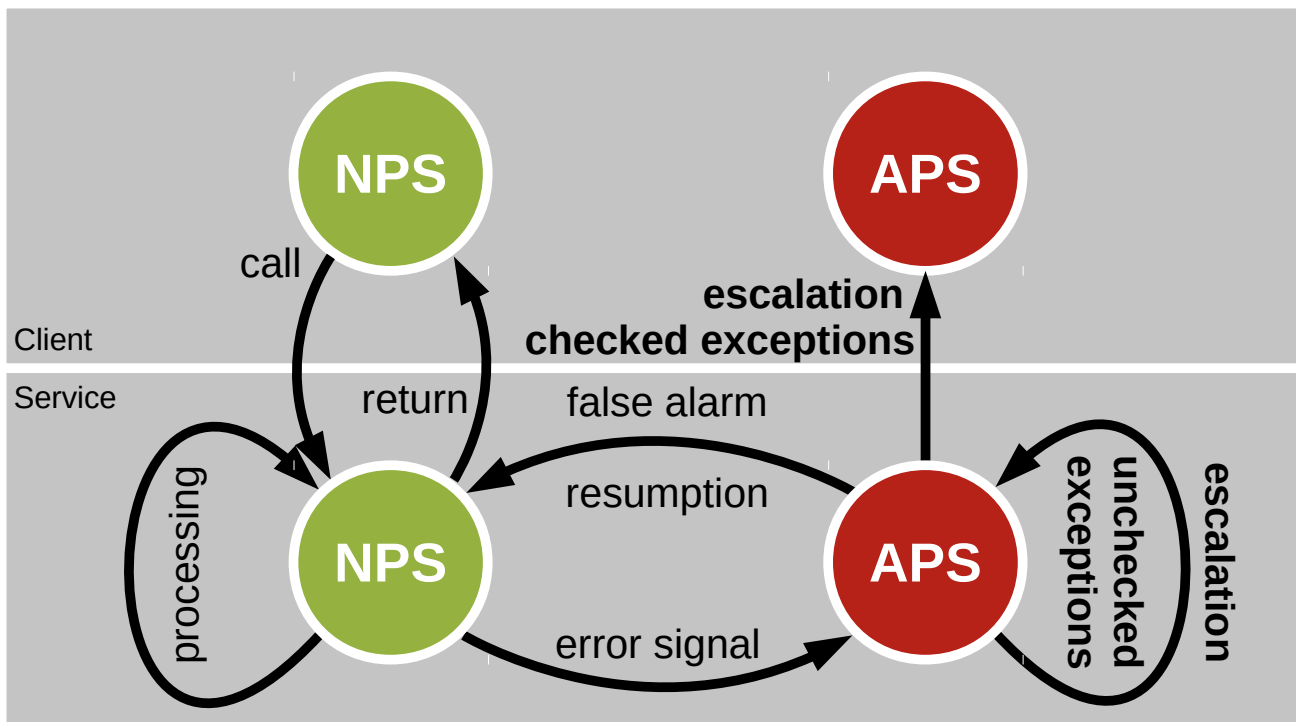 NPS
APS
call
escalation
checked exceptions
Client
Service
return
false alarm
resumption
processing
NPS
APS
unchecked
exceptions
escalation
error signal